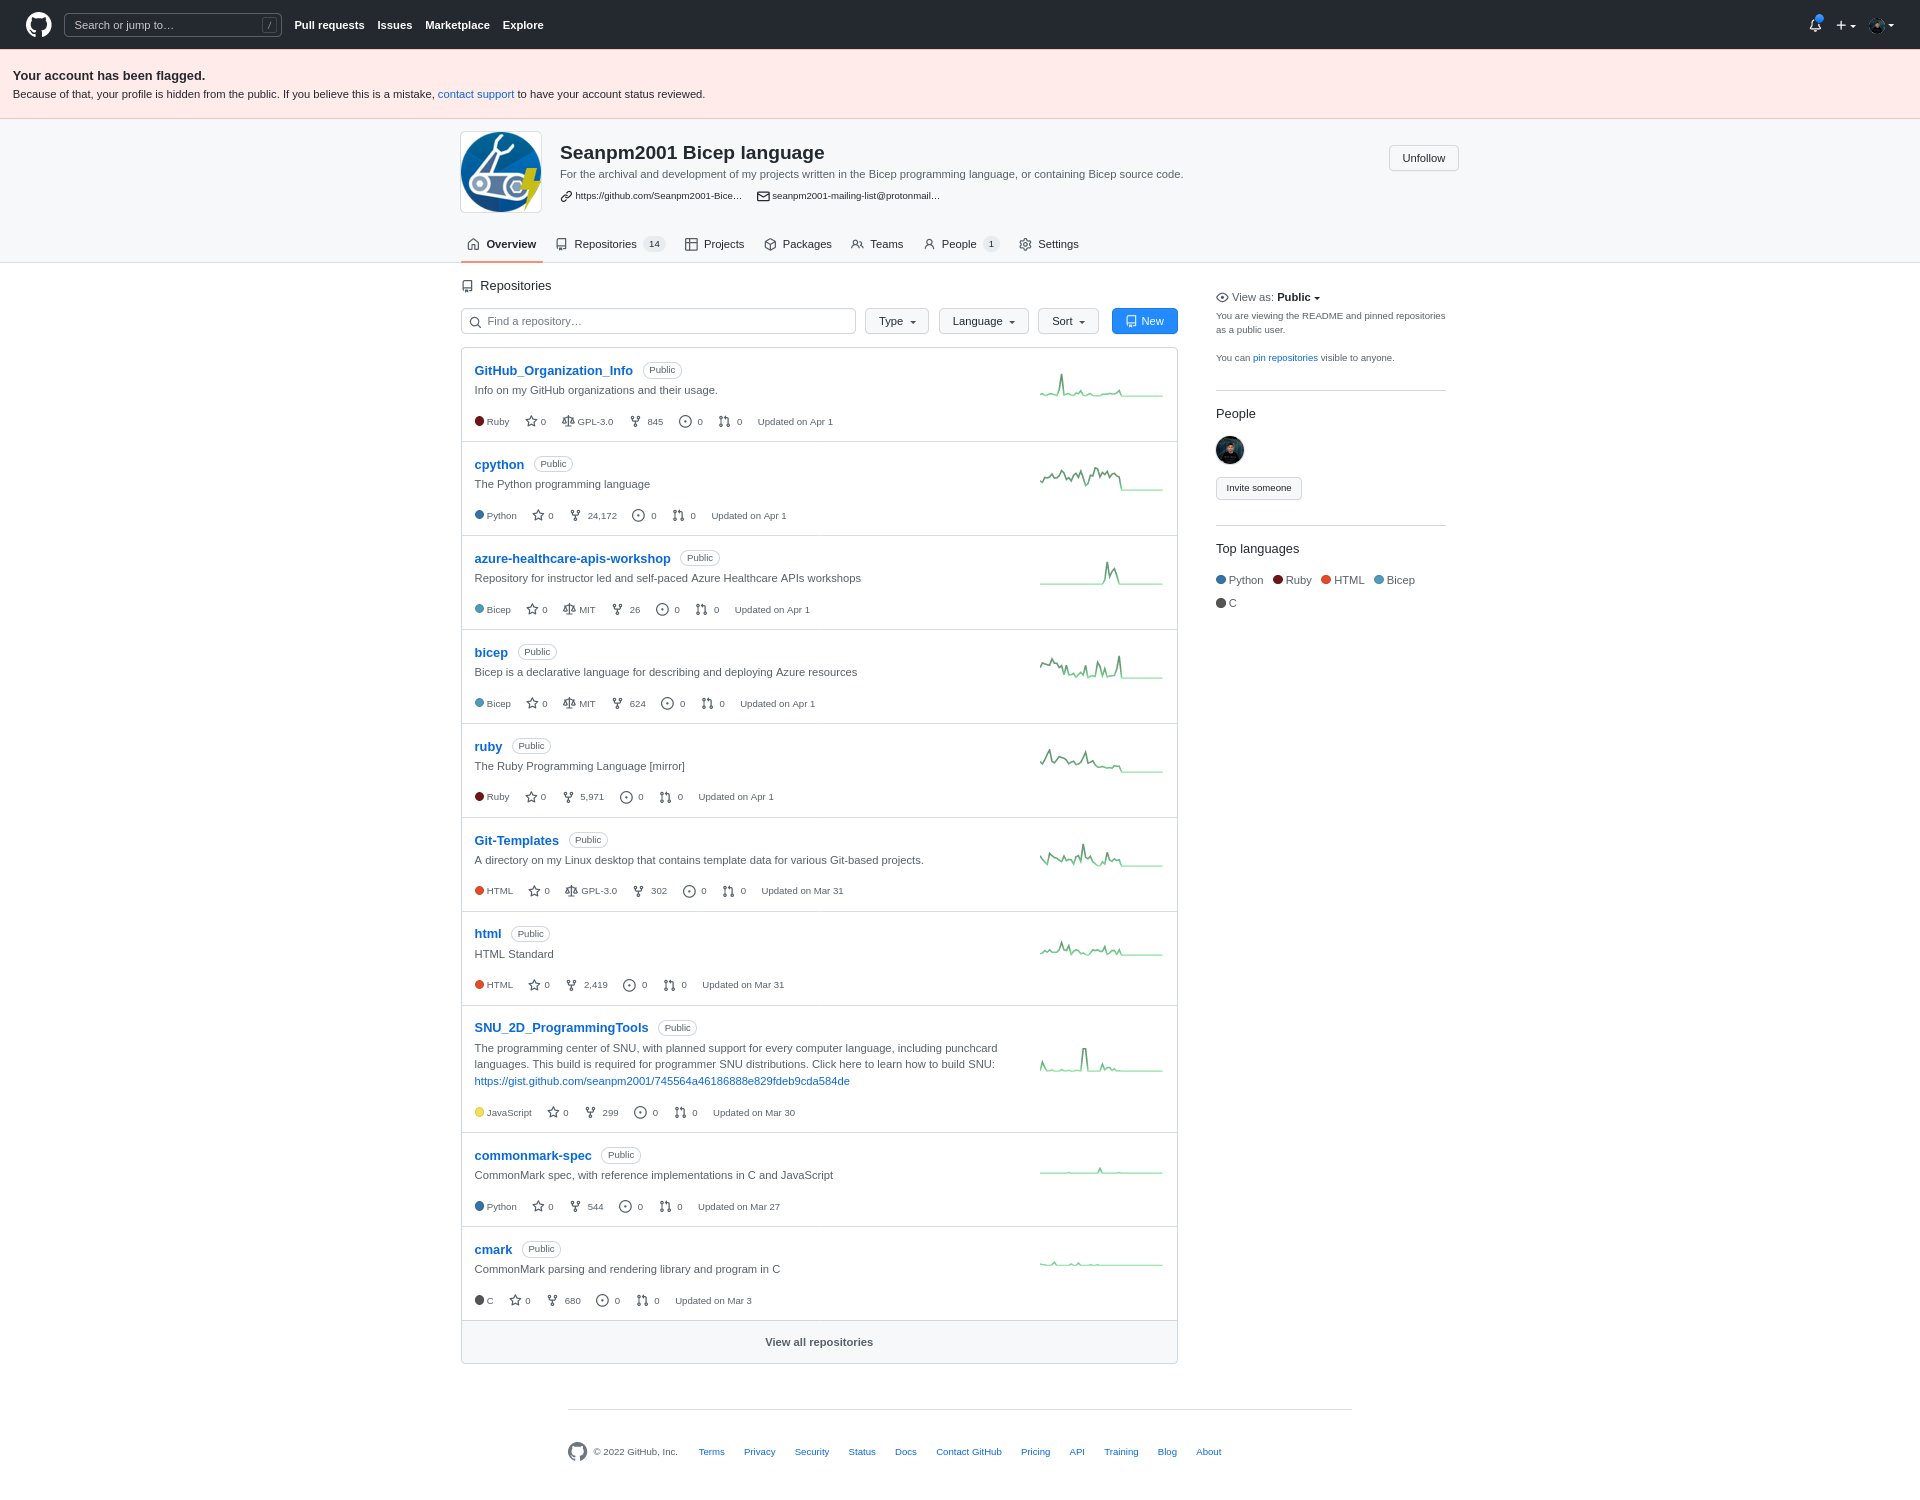 Search or jump to… /
Pull requests Issues Marketplace Explore
Your account has been flagged.
Because of that, your profile is hidden from the public. If you believe this is a mistake, contact support to have your account status reviewed.
Seanpm2001 Bicep language
For the archival and development of my projects written in the Bicep programming language, or containing Bicep source code.
https://github.com/Seanpm2001-Bice… seanpm2001-mailing-list@protonmail…
Unfollow
Overview Repositories 14 Projects Packages Teams People 1 Settings
Repositories
Find a repository… Type Language Sort New
GitHub_Organization_Info Public
Info on my GitHub organizations and their usage.
Ruby 0 GPL-3.0 845 0 0 Updated on Apr 1
cpython Public
The Python programming language
Python 0 24,172 0 0 Updated on Apr 1
azure-healthcare-apis-workshop Public
Repository for instructor led and self-paced Azure Healthcare APIs workshops
Bicep 0 MIT 26 0 0 Updated on Apr 1
bicep Public
Bicep is a declarative language for describing and deploying Azure resources
Bicep 0 MIT 624 0 0 Updated on Apr 1
ruby Public
The Ruby Programming Language [mirror]
Ruby 0 5,971 0 0 Updated on Apr 1
Git-Templates Public
A directory on my Linux desktop that contains template data for various Git-based projects.
HTML 0 GPL-3.0 302 0 0 Updated on Mar 31
html Public
HTML Standard
HTML 0 2,419 0 0 Updated on Mar 31
SNU_2D_ProgrammingTools Public
The programming center of SNU, with planned support for every computer language, including punchcard
languages. This build is required for programmer SNU distributions. Click here to learn how to build SNU:
https://gist.github.com/seanpm2001/745564a46186888e829fdeb9cda584de
JavaScript 0 299 0 0 Updated on Mar 30
commonmark-spec Public
CommonMark spec, with reference implementations in C and JavaScript
Python 0 544 0 0 Updated on Mar 27
cmark Public
CommonMark parsing and rendering library and program in C
C 0 680 0 0 Updated on Mar 3
View all repositories
View as: Public
You are viewing the README and pinned repositories
as a public user.
You can pin repositories visible to anyone.
People
Invite someone
Top languages
Python Ruby HTML Bicep
C
© 2022 GitHub, Inc. Terms Privacy Security Status Docs Contact GitHub Pricing API Training Blog About